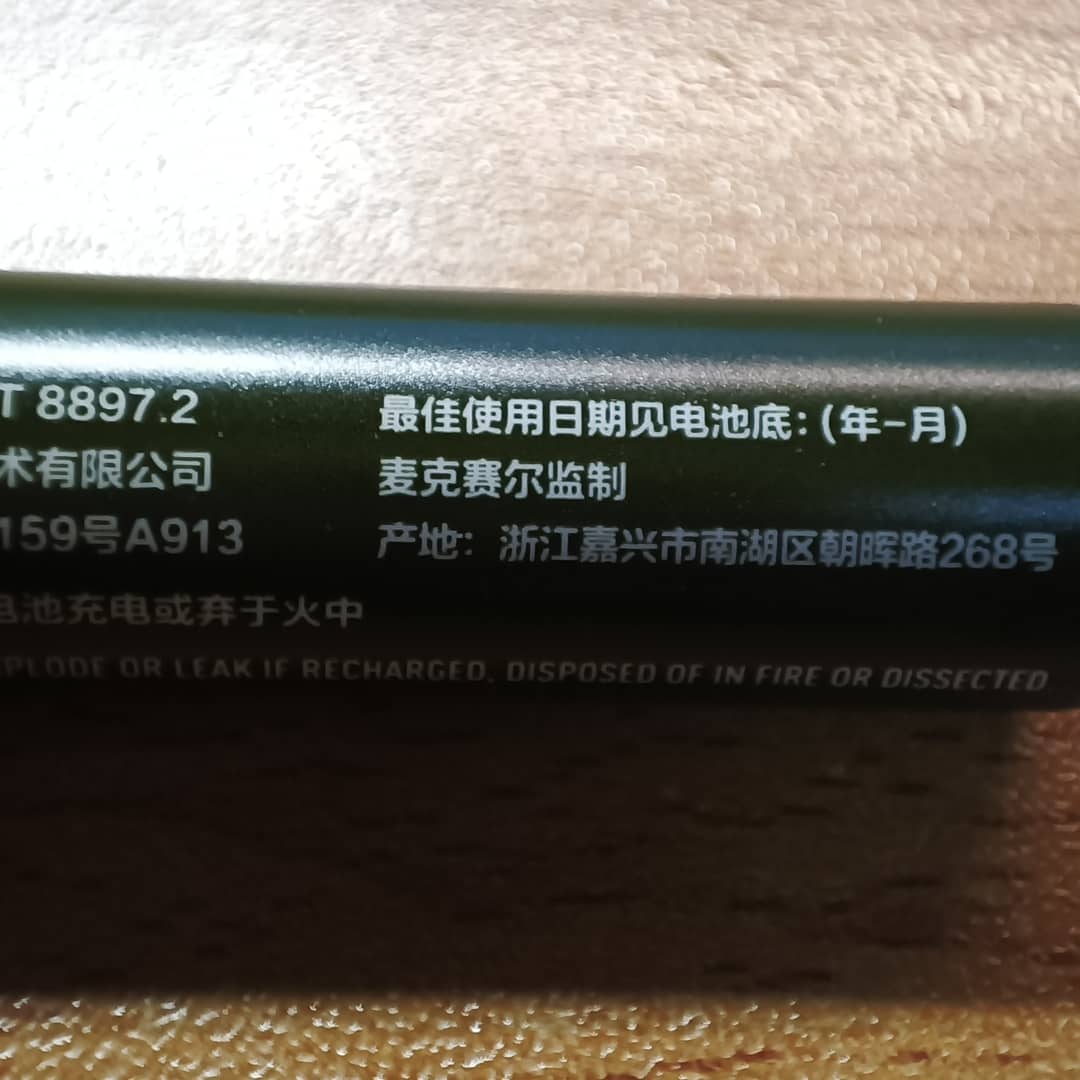 T 8897.2
术有限公司
159号A913
电池充电或弃于火中
PLODE OR LEAK IF RECHARGED, DISPOSED OF IN FIRE OR DISSECTED
最佳使用日期见电池底：(年-月)
麦克赛尔监制
产地：浙江嘉兴市南湖区朝晖路268号